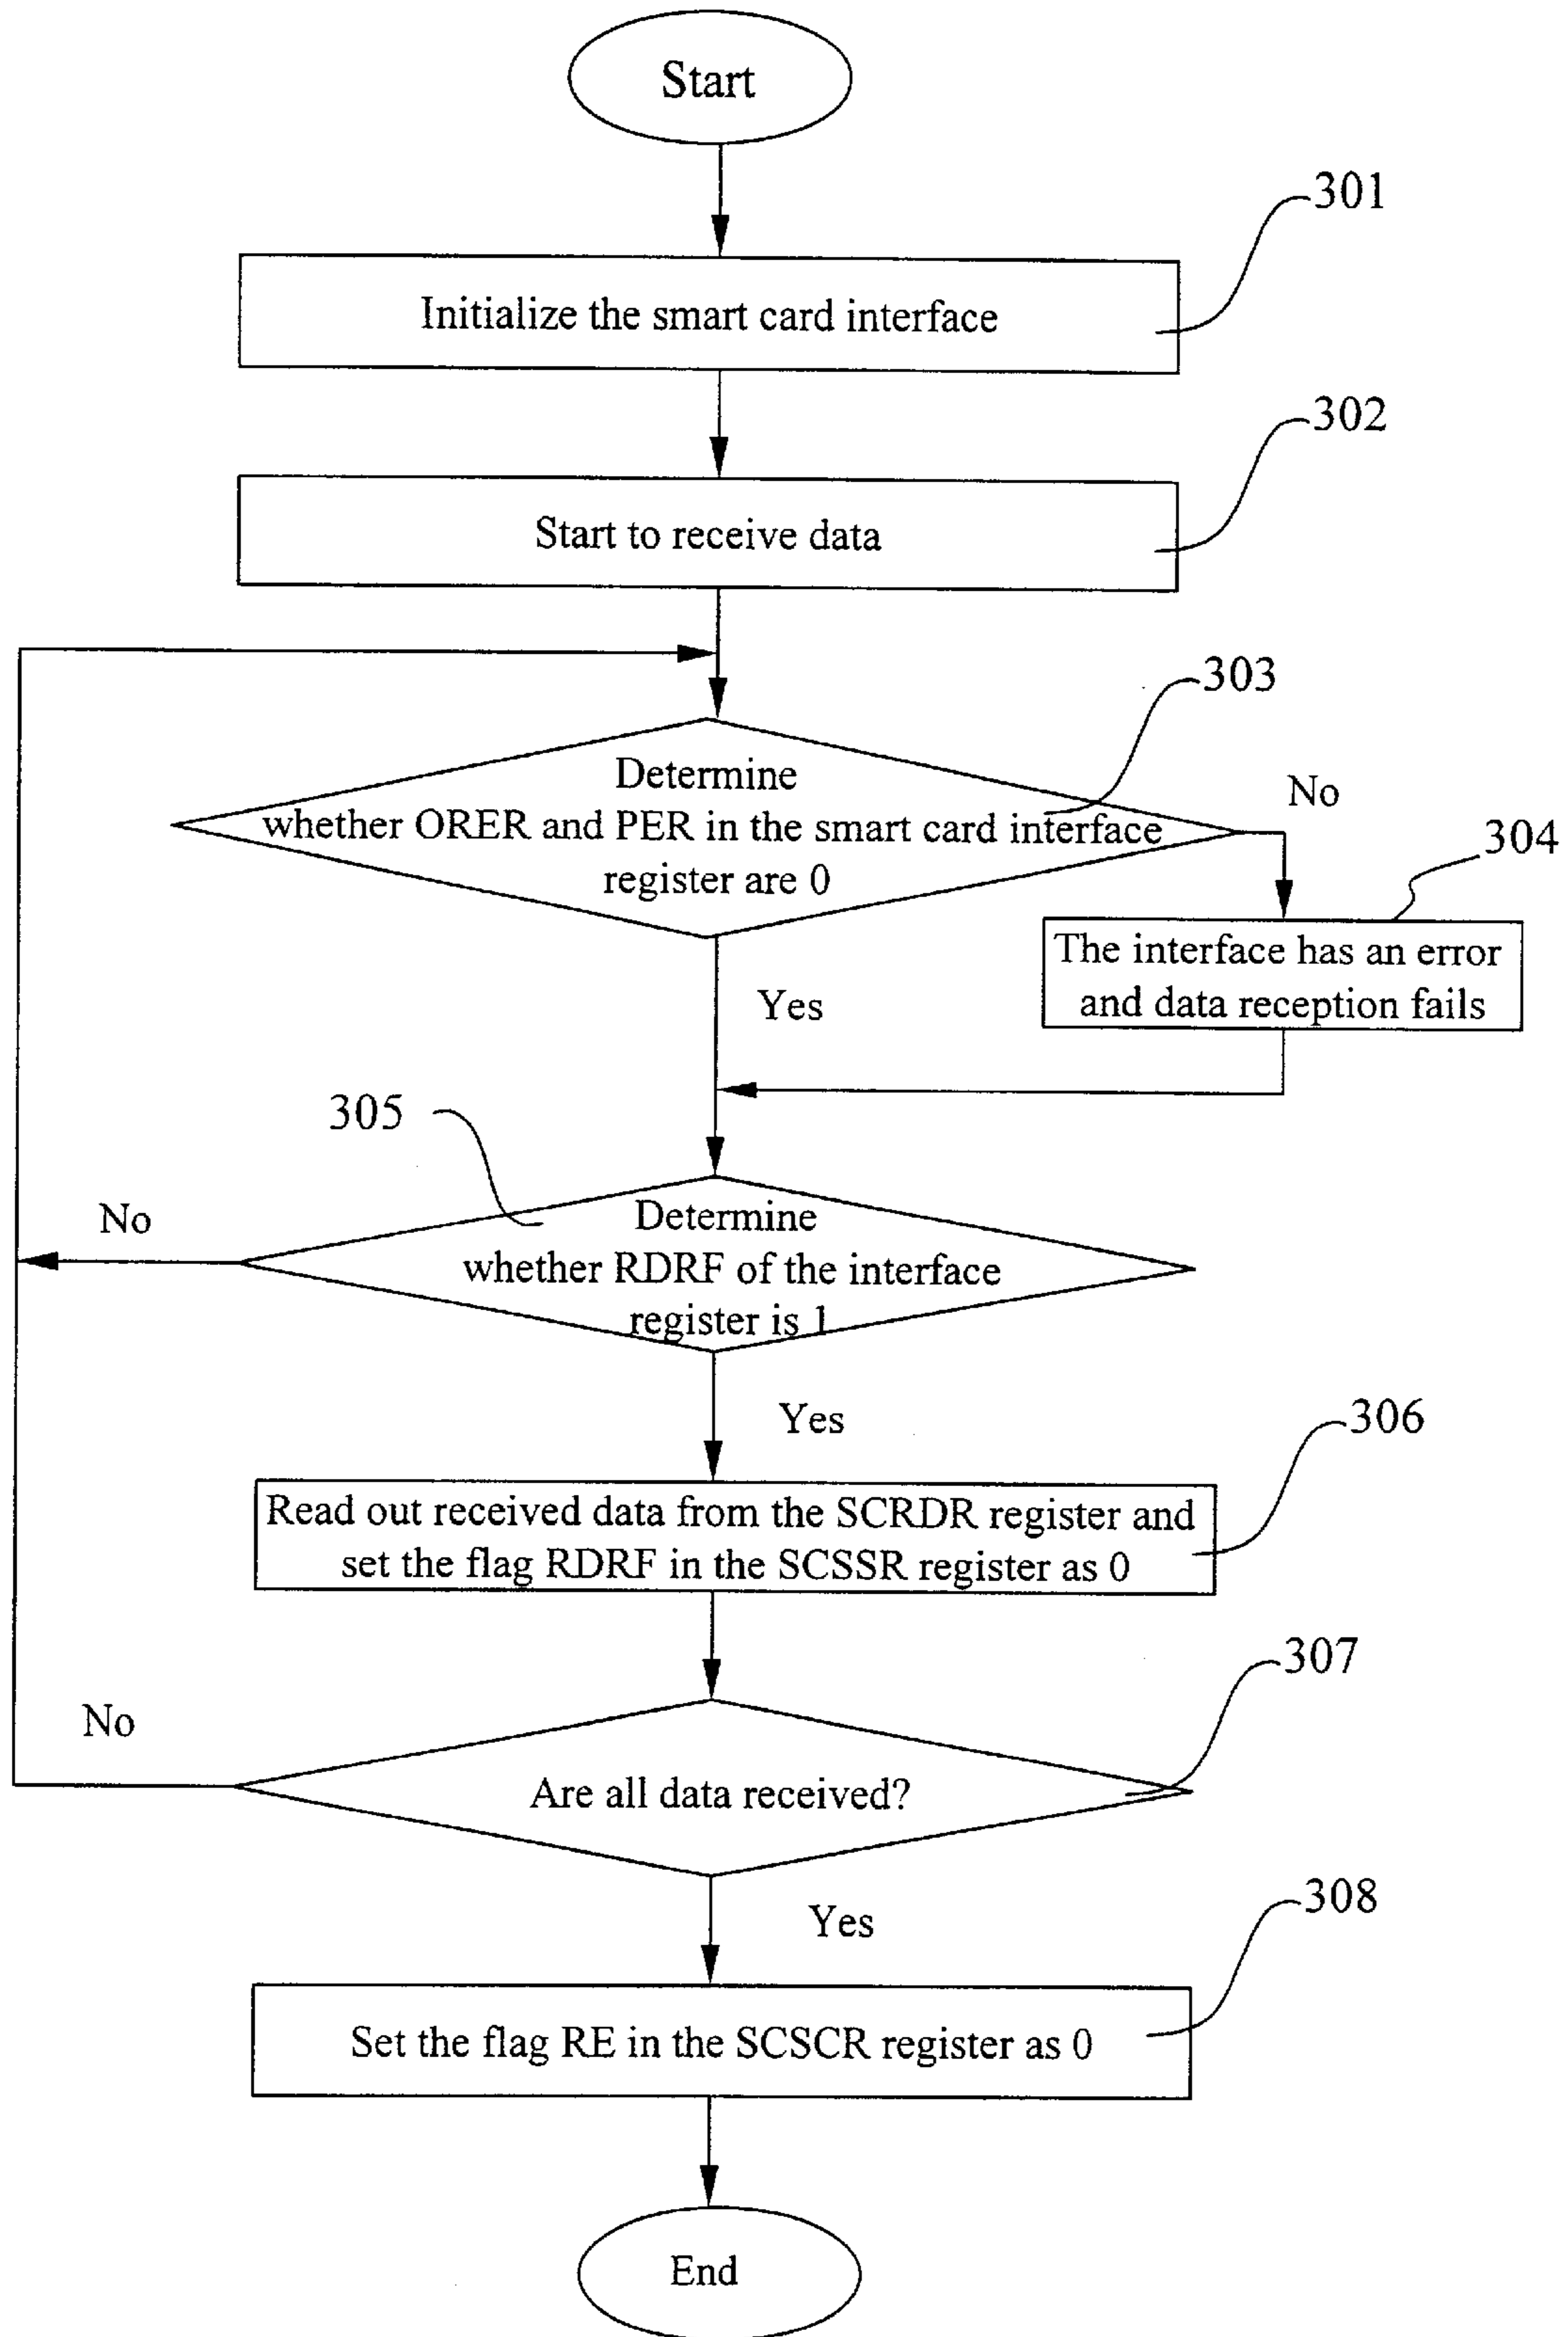 Start
301
Initialize the smart card interface
302
Start to receive data
303
Determine
whether ORER and PER in the smart card interface
register are 0
No
304
The interface has an error
and data reception fails
Yes
305
No
Determine
whether RDRF of the interface
register is 1
Yes
306
Read out received data from the SCRDR register and
set the flag RDRF in the SCSSR register as 0
307
No
Are all data received?
Yes
308
Set the flag RE in the SCSCR register as 0
End